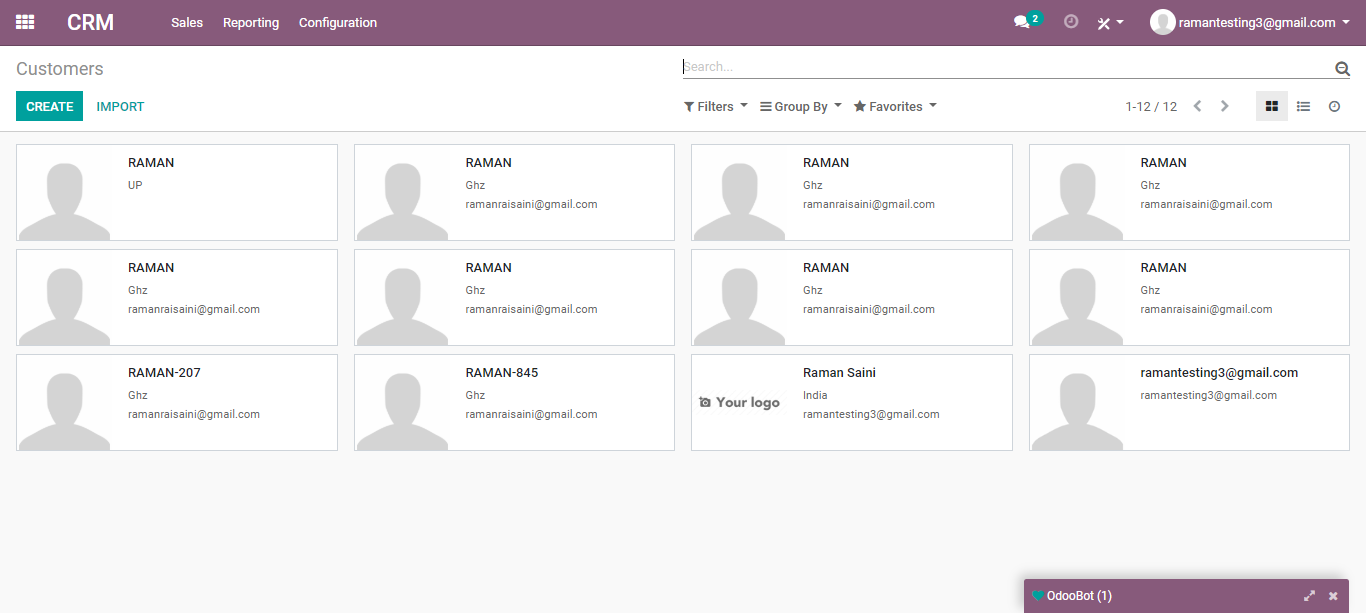 CRM Sales Reporting Configuration 2 ramantesting3@gmail.com
Customers Search...
CREATE IMPORT Filters Group By Favorites 1-12 / 12
RAMAN
UP
RAMAN
Ghz
ramanraisaini@gmail.com
RAMAN
Ghz
ramanraisaini@gmail.com
RAMAN
Ghz
ramanraisaini@gmail.com
RAMAN
Ghz
ramanraisaini@gmail.com
RAMAN
Ghz
ramanraisaini@gmail.com
RAMAN
Ghz
ramanraisaini@gmail.com
RAMAN
Ghz
ramanraisaini@gmail.com
RAMAN-207
Ghz
ramanraisaini@gmail.com
RAMAN-845
Ghz
ramanraisaini@gmail.com
Your logo
Raman Saini
India
ramantesting3@gmail.com
ramantesting3@gmail.com
ramantesting3@gmail.com
OdooBot (1)